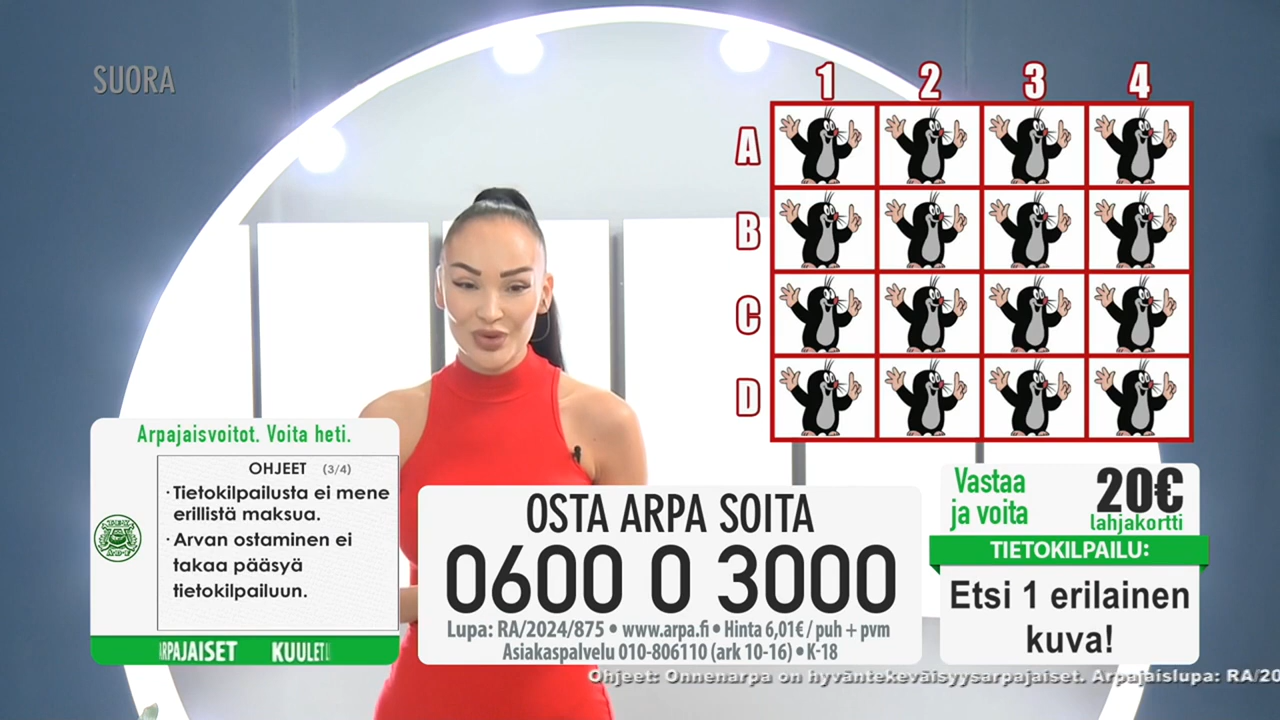 SUORA
1 2 3 4
A
B
C
D
Arpajaisvoitot. Voita heti.
OHJEET (3/4)
·Tietokilpailusta ei mene
erillistä maksua.
·Arvan ostaminen ei
takaa pääsyä
tietokilpailuun.
ARPAJAISET KUULET
OSTA ARPA SOITA
0600 0 3000
Lupa: RA/2024/875 • www.arpa.fi • Hinta 6,01€ / puh + pvm
Asiakaspalvelu 010-806110 (ark 10-16) • K-18
Vastaa
ja voita
20€
lahjakortti
TIETOKILPAILU:
Etsi 1 erilainen
kuva!
Ohjeet: Onnenarpa on hyväntekeväisyysarpajaiset. Arpajaislupa: RA/20